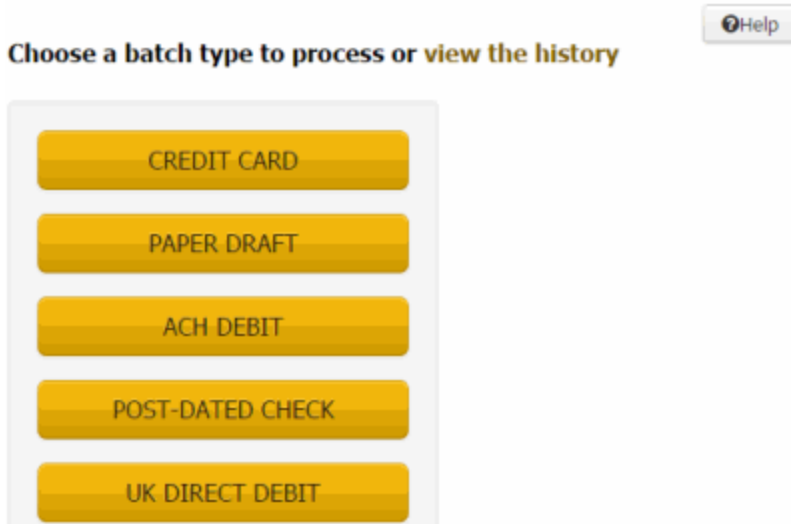 Help
Choose a batch type to process or view the history
CREDIT CARD
PAPER DRAFT
ACH DEBIT
POST-DATED CHECK
UK DIRECT DEBIT